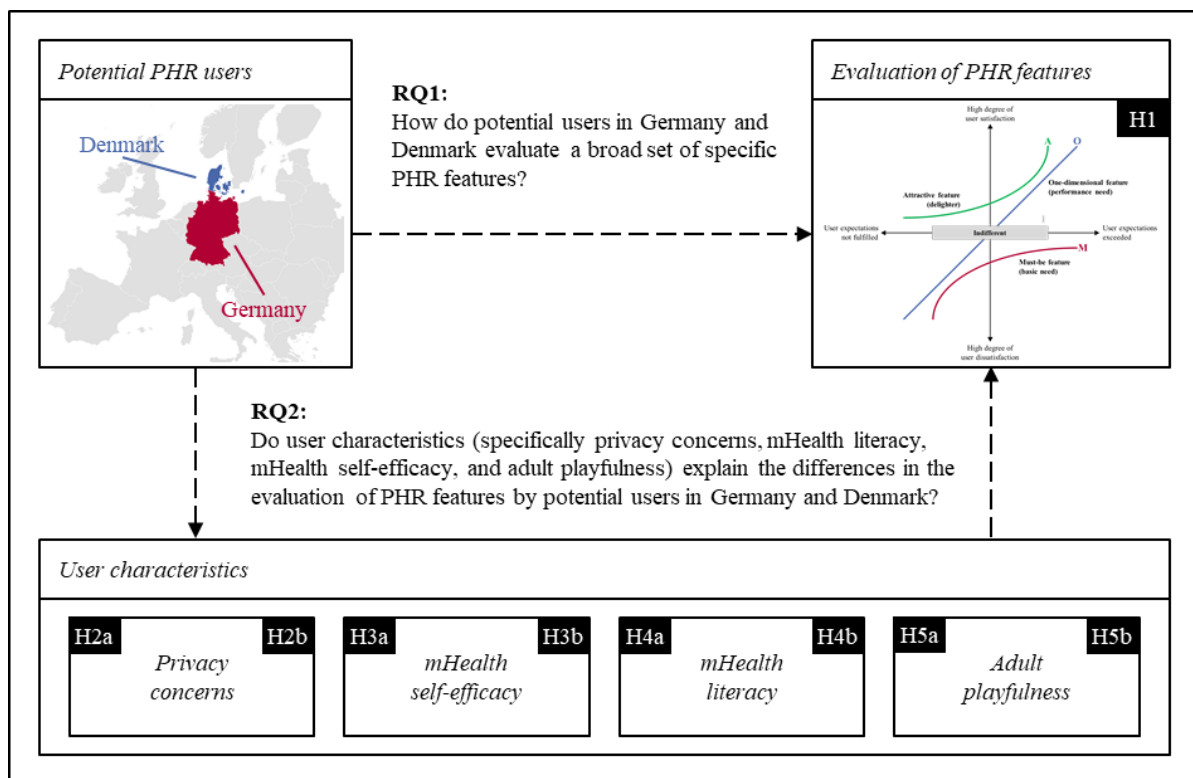 Potential PHR users
Denmark
Germany
RQ1:
How do potential users in Germany and
Denmark evaluate a broad set of specific
PHR features?
Evaluation of PHR features
H1
High degree of
user satisfaction
A
O
Attractive feature
(delighter)
One-dimensional feature
(performance need)
User expectations
not fulfilled
Indifferent
User expectations
exceeded
M
Must-be feature
(basic need)
High degree of
user dissatisfaction
RQ2:
Do user characteristics (specifically privacy concerns, mHealth literacy,
mHealth self-efficacy, and adult playfulness) explain the differences in the
evaluation of PHR features by potential users in Germany and Denmark?
User characteristics
H2a
H2b
Privacy
concerns
H3a
H3b
mHealth
self-efficacy
H4a
H4b
mHealth
literacy
H5a
H5b
Adult
playfulness